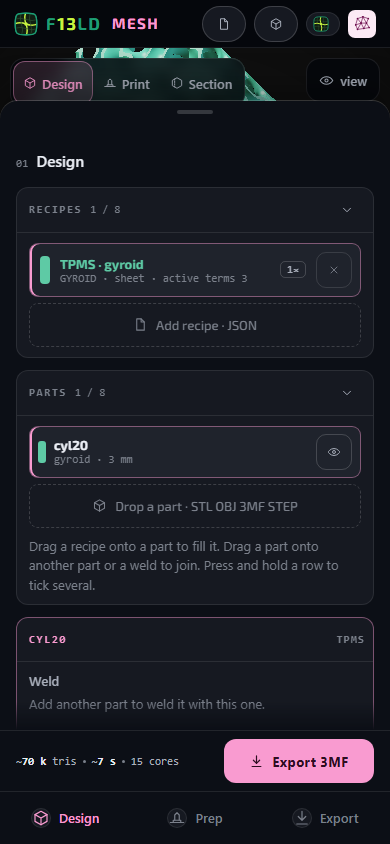 F13LD MESH
Design
Print
Section
view
01 Design
RECIPES 1 / 8
TPMS · gyroid
GYROID · sheet · active terms 3
1×
Add recipe · JSON
PARTS 1 / 8
cyl20
gyroid · 3 mm
Drop a part · STL OBJ 3MF STEP
Drag a recipe onto a part to fill it. Drag a part onto
another part or a weld to join. Press and hold a row to
tick several.
CYL20
TPMS
Weld
Add another part to weld it with this one.
~70 k tris • ~7 s • 15 cores
Export 3MF
Design
Prep
Export